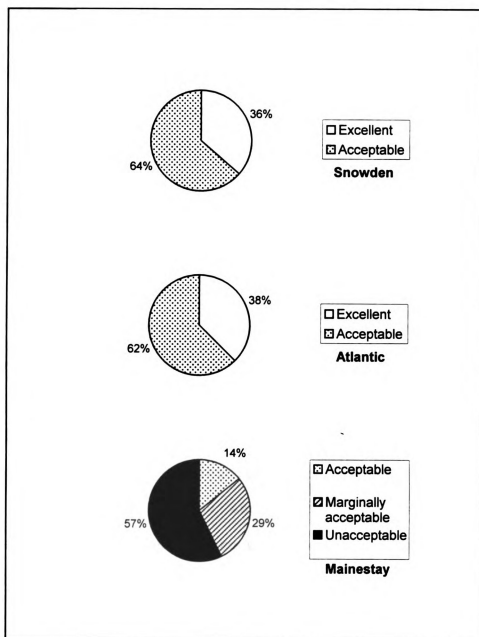 36%
64%
Excellent
Acceptable
Snowden
38%
62%
Excellent
Acceptable
Atlantic
14%
57%
29%
Acceptable
Marginally
acceptable
Unacceptable
Mainestay